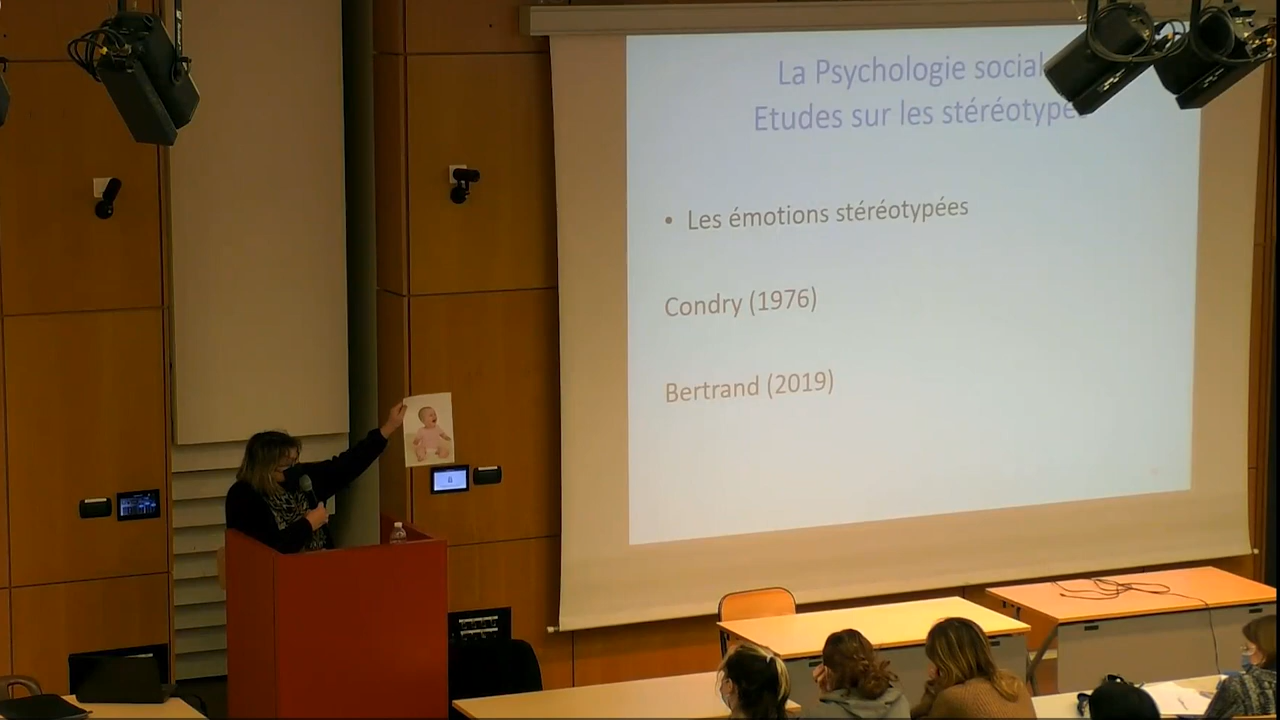 La Psychologie social
Etudes sur les stéréotype
• Les émotions stéréotypées
Condry (1976)
Bertrand (2019)